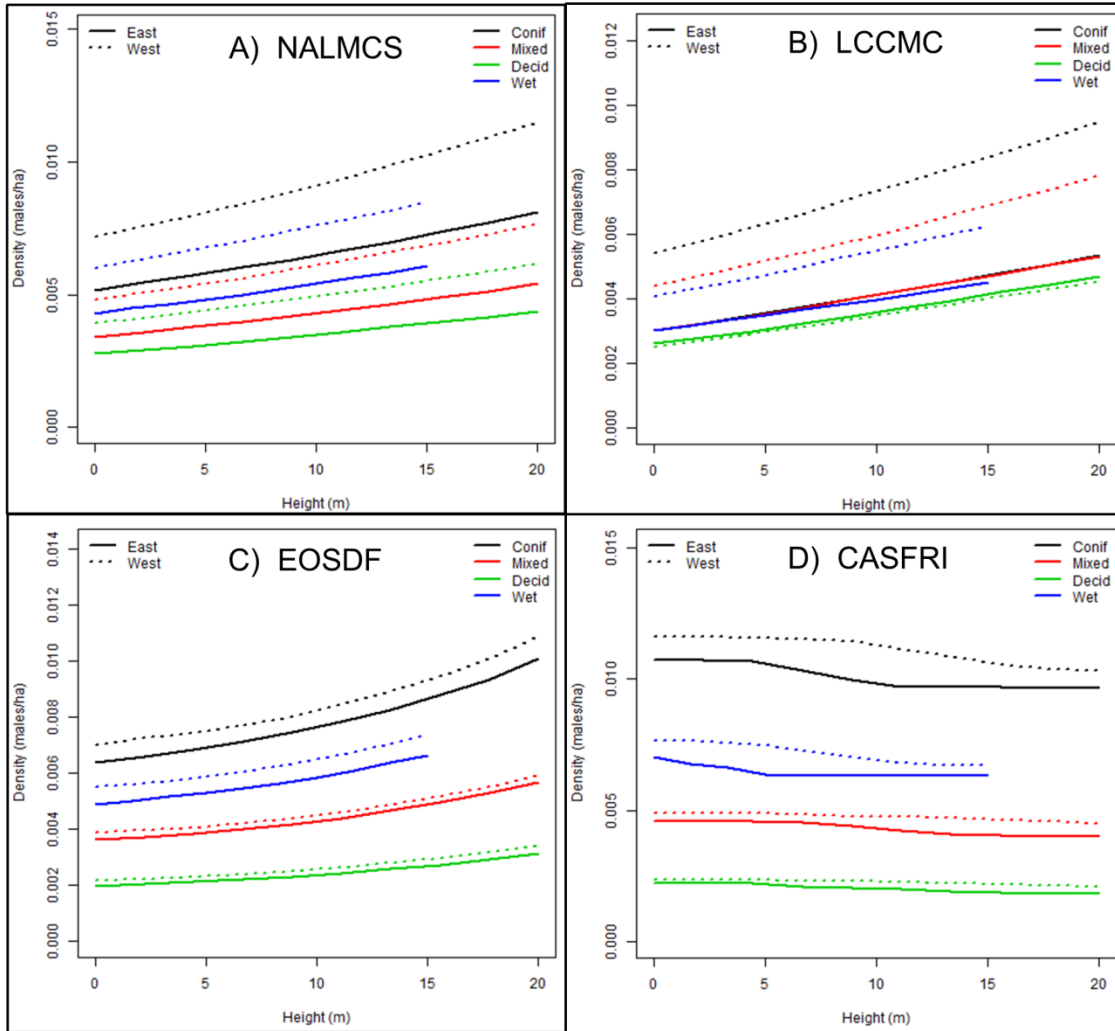 A) NALMCS
East
West
Conif
Mixed
Decid
Wet
Density (males/ha)
0.015
0.010
0.005
0.000
0 5 10 15 20
Height (m)
B) LCCMC
East
West
Conif
Mixed
Decid
Wet
Density (males/ha)
0.012
0.010
0.008
0.006
0.004
0.002
0.000
0 5 10 15 20
Height (m)
C) EOSDF
East
West
Conif
Mixed
Decid
Wet
Density (males/ha)
0.014
0.012
0.010
0.008
0.006
0.004
0.002
0.000
0 5 10 15 20
Height (m)
D) CASFRI
East
West
Conif
Mixed
Decid
Wet
Density (males/ha)
0.015
0.010
0.005
0.000
0 5 10 15 20
Height (m)